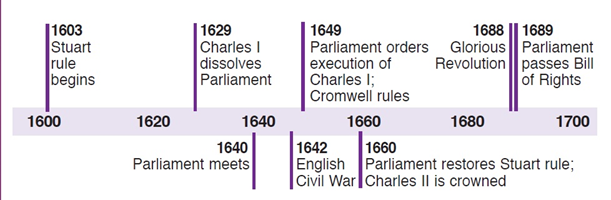 1603
Stuart
rule
begins
1629
Charles I
dissolves
Parliament
1649
Parliament orders
execution of
Charles I;
Cromwell rules
1688
Glorious
Revolution
1689
Parliament
passes Bill
of Rights
1600 1620 1640 1660 1680 1700
1640
Parliament meets
1642
English
Civil War
1660
Parliament restores Stuart rule;
Charles II is crowned